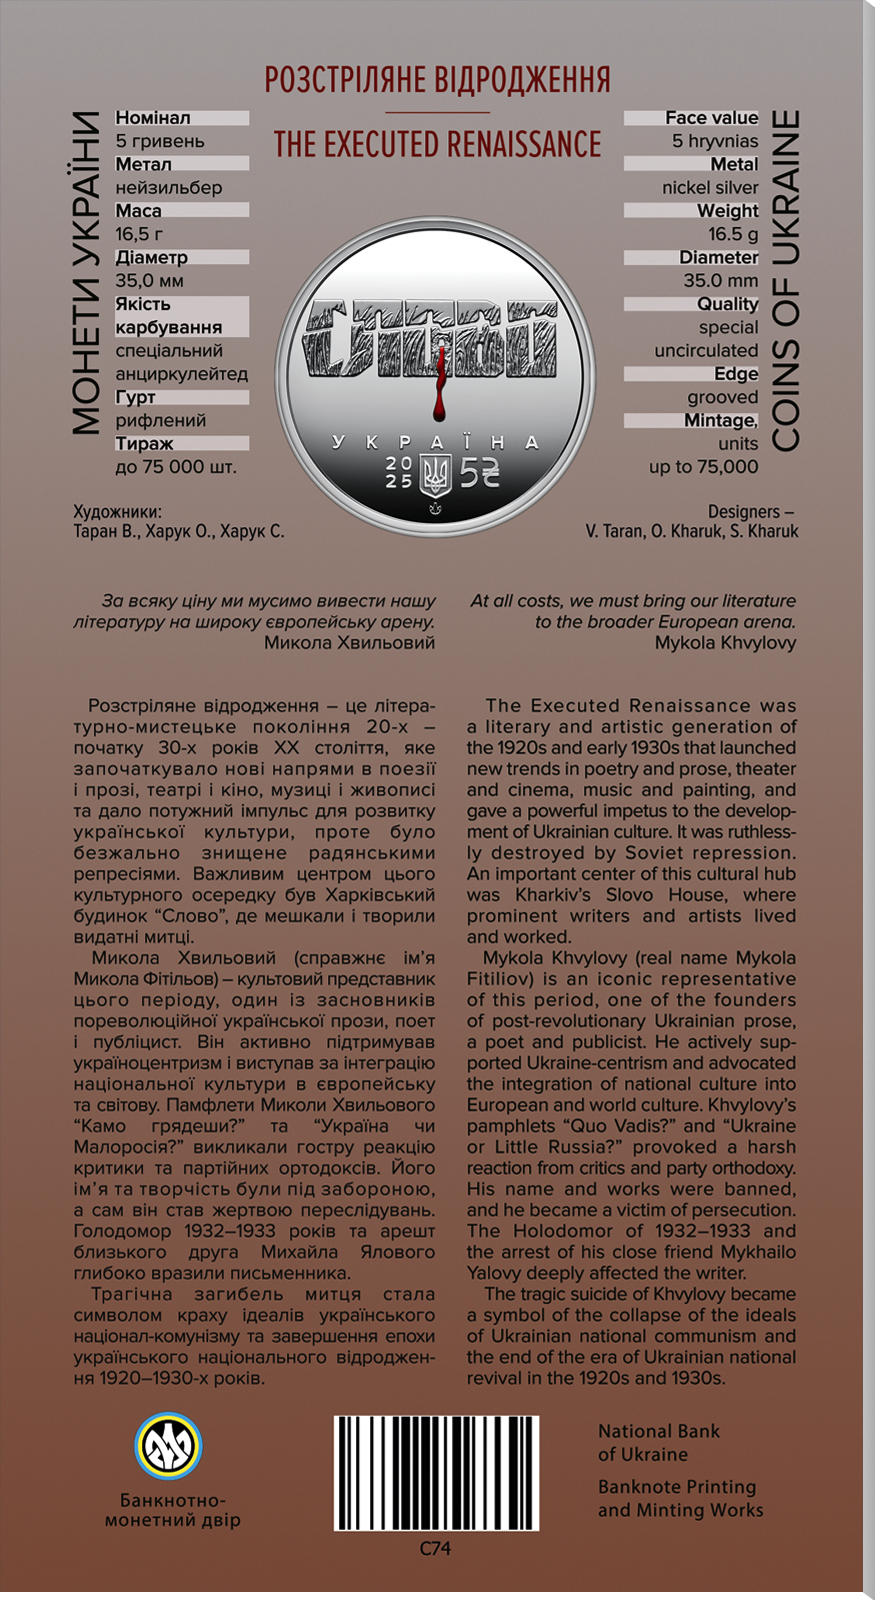 РОЗСТРІЛЯНЕ ВІДРОДЖЕННЯ
THE EXECUTED RENAISSANCE
МОНЕТИ УКРАЇНИ
Номінал
5 гривень
Метал
нейзильбер
Маса
16,5 г
Діаметр
35,0 мм
Якість
карбування
спеціальний
анциркулейтед
Гурт
рифлений
Тираж
до 75 000 шт.
Художники:
Таран В., Харук О., Харук С.
СЛОВО
УКРАЇНА
20
25
5₴
COINS OF UKRAINE
Face value
5 hryvnias
Metal
nickel silver
Weight
16.5 g
Diameter
35.0 mm
Quality
special
uncirculated
Edge
grooved
Mintage,
units
up to 75,000
Designers –
V. Taran, O. Kharuk, S. Kharuk
За всяку ціну ми мусимо вивести нашу
літературу на широку європейську арену.
Микола Хвильовий
At all costs, we must bring our literature
to the broader European arena.
Mykola Khvylovy
Розстріляне відродження – це літера-
турно-мистецьке покоління 20-х –
початку 30-х років ХХ століття, яке
започаткувало нові напрями в поезії
і прозі, театрі і кіно, музиці і живописі
та дало потужний імпульс для розвитку
української культури, проте було
безжально знищене радянськими
репресіями. Важливим центром цього
культурного осередку був Харківський
будинок “Слово”, де мешкали і творили
видатні митці.
Микола Хвильовий (справжнє ім’я
Микола Фітільов) – культовий представник
цього періоду, один із засновників
пореволюційної української прози, поет
і публіцист. Він активно підтримував
україноцентризм і виступав за інтеграцію
національної культури в європейську
та світову. Памфлети Миколи Хвильового
“Камо грядеши?” та “Україна чи
Малоросія?” викликали гостру реакцію
критики та партійних ортодоксів. Його
ім’я та творчість були під забороною,
а сам він став жертвою переслідувань.
Голодомор 1932–1933 років та арешт
близького друга Михайла Ялового
глибоко вразили письменника.
Трагічна загибель митця стала
символом краху ідеалів українського
націонал-комунізму та завершення епохи
українського національного відроджен-
ня 1920–1930-х років.
The Executed Renaissance was
a literary and artistic generation of
the 1920s and early 1930s that launched
new trends in poetry and prose, theater
and cinema, music and painting, and
gave a powerful impetus to the develop-
ment of Ukrainian culture. It was ruthless-
ly destroyed by Soviet repression.
An important center of this cultural hub
was Kharkiv’s Slovo House, where
prominent writers and artists lived
and worked.
Mykola Khvylovy (real name Mykola
Fitiliov) is an iconic representative
of this period, one of the founders
of post-revolutionary Ukrainian prose,
a poet and publicist. He actively sup-
ported Ukraine-centrism and advocated
the integration of national culture into
European and world culture. Khvylovy’s
pamphlets “Quo Vadis?” and “Ukraine
or Little Russia?” provoked a harsh
reaction from critics and party orthodoxy.
His name and works were banned,
and he became a victim of persecution.
The Holodomor of 1932–1933 and
the arrest of his close friend Mykhailo
Yalovy deeply affected the writer.
The tragic suicide of Khvylovy became
a symbol of the collapse of the ideals
of Ukrainian national communism and
the end of the era of Ukrainian national
revival in the 1920s and 1930s.
Банкнотно-
монетний двір
C74
National Bank
of Ukraine
Banknote Printing
and Minting Works